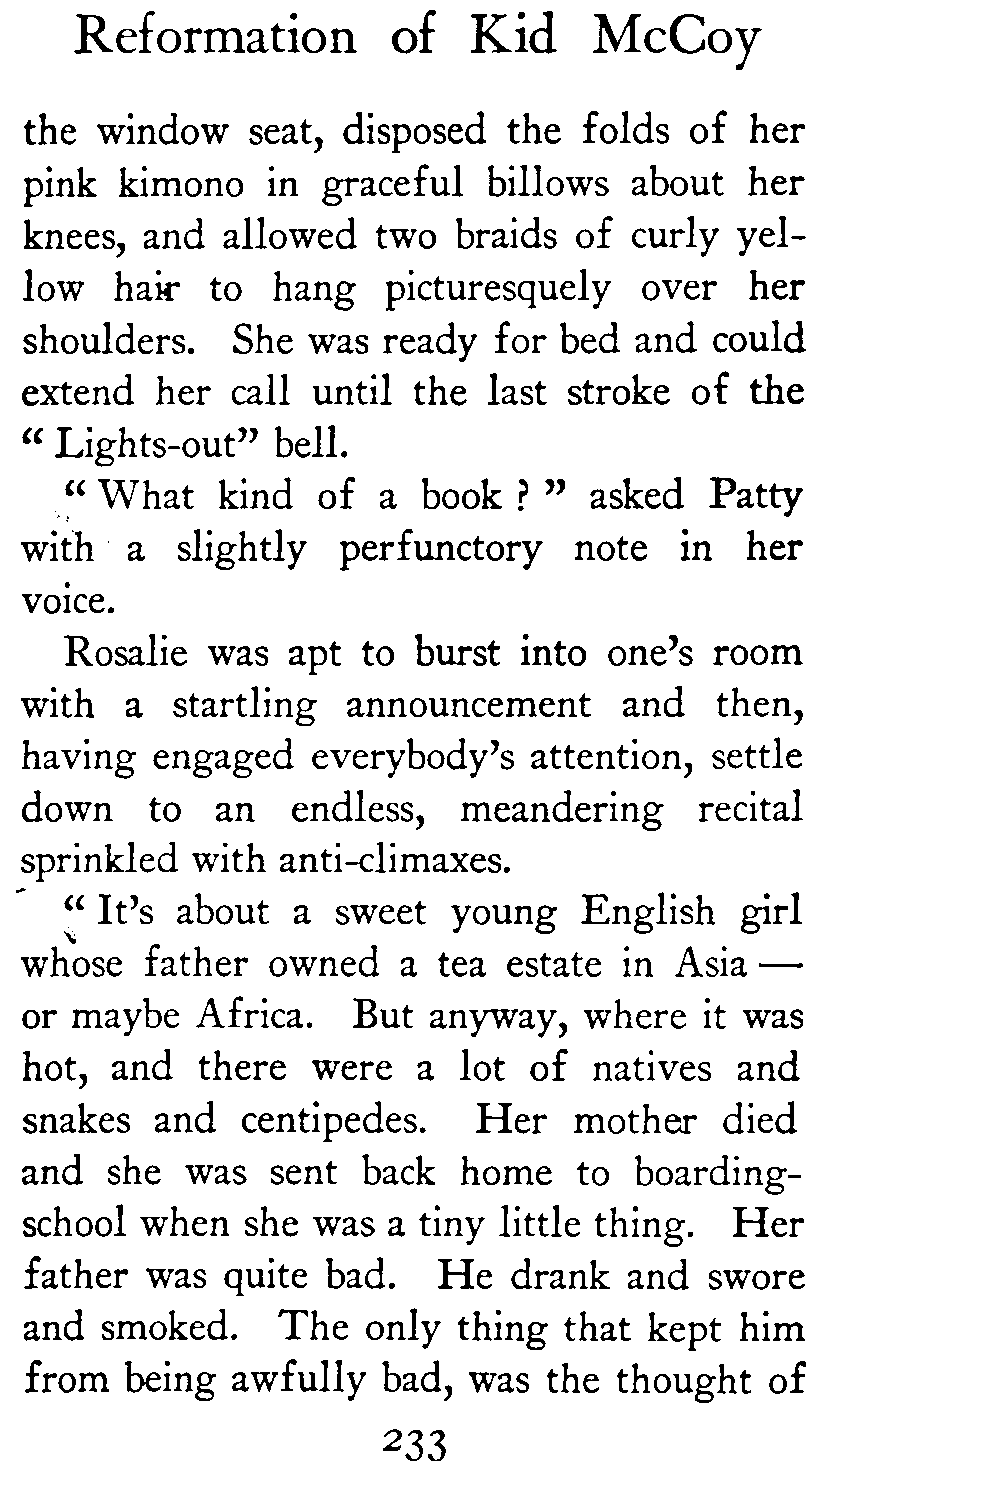 Reformation of Kid McCoy
the window seat, disposed the folds of her
pink kimono in graceful billows about her
knees, and allowed two braids of curly yel-
low hair to hang picturesquely over her
shoulders. She was ready for bed and could
extend her call until the last stroke of the
“ Lights-out” bell.
“ What kind of a book ? ” asked Patty
with a slightly perfunctory note in her
voice.
Rosalie was apt to burst into one’s room
with a startling announcement and then,
having engaged everybody’s attention, settle
down to an endless, meandering recital
sprinkled with anti-climaxes.
“ It’s about a sweet young English girl
whose father owned a tea estate in Asia —
or maybe Africa. But anyway, where it was
hot, and there were a lot of natives and
snakes and centipedes. Her mother died
and she was sent back home to boarding-
school when she was a tiny little thing. Her
father was quite bad. He drank and swore
and smoked. The only thing that kept him
from being awfully bad, was the thought of
233